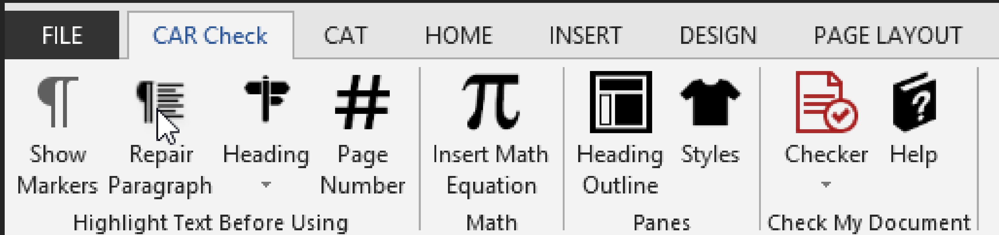 FILE CAR Check CAT HOME INSERT DESIGN PAGE LAYOUT
Show Repair Heading Page Insert Math Heading Styles Checker Help
Markers Paragraph Number Equation Outline
Highlight Text Before Using Math Panes Check My Document